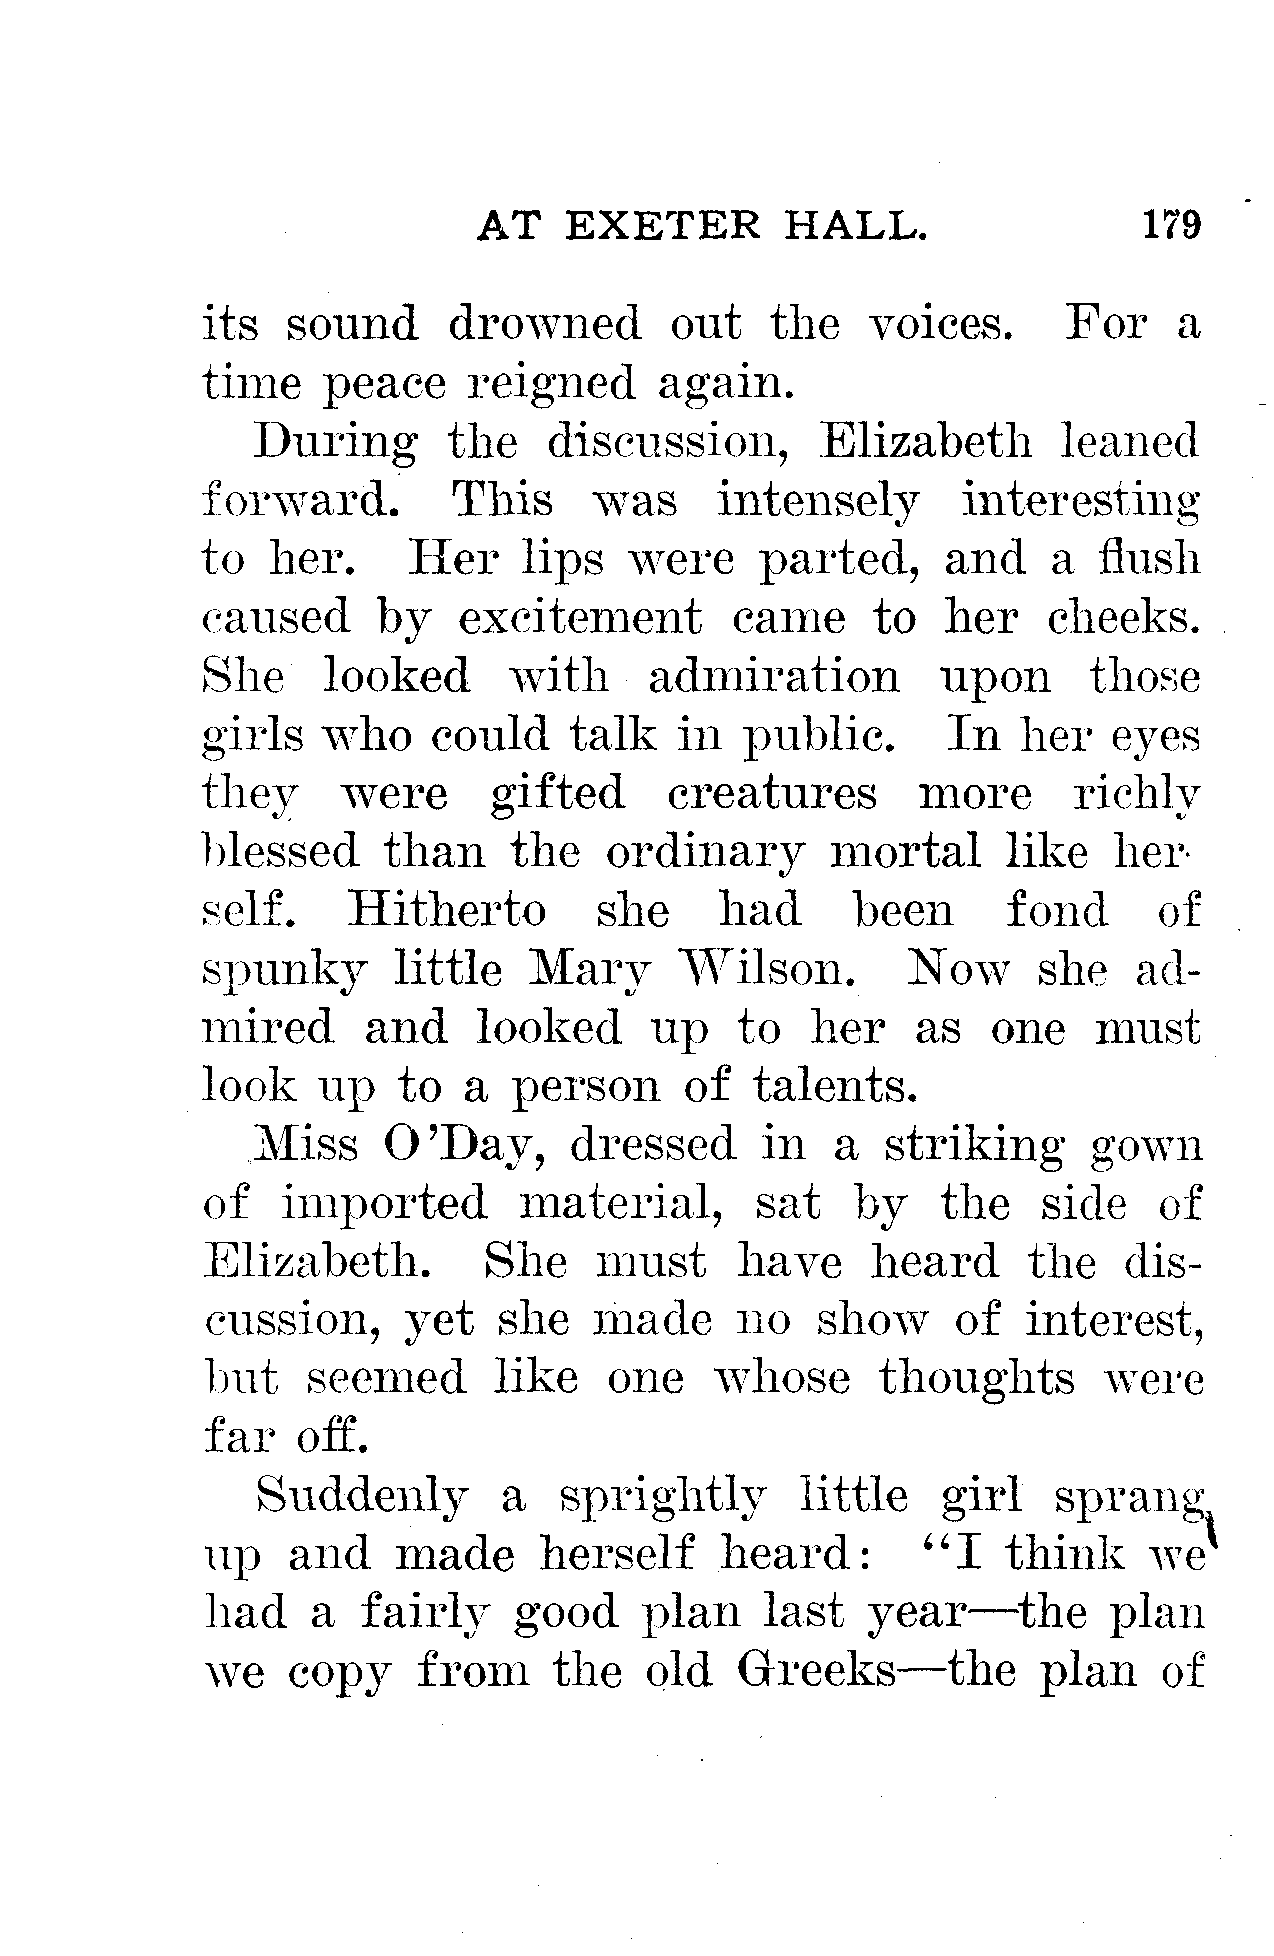 AT EXETER HALL. 179
its sound drowned out the voices. For a
time peace reigned again.
During the discussion, Elizabeth leaned
forward. This was intensely interesting
to her. Her lips were parted, and a flush
caused by excitement came to her cheeks.
She looked with admiration upon those
girls who could talk in public. In her eyes
they were gifted creatures more richly
blessed than the ordinary mortal like her-
self. Hitherto she had been fond of
spunky little Mary Wilson. Now she ad-
mired and looked up to her as one must
look up to a person of talents.
Miss O'Day, dressed in a striking gown
of imported material, sat by the side of
Elizabeth. She must have heard the dis-
cussion, yet she made no show of interest,
but seemed like one whose thoughts were
far off.
Suddenly a sprightly little girl sprang
up and made herself heard: "I think we
had a fairly good plan last year—the plan
we copy from the old Greeks—the plan of